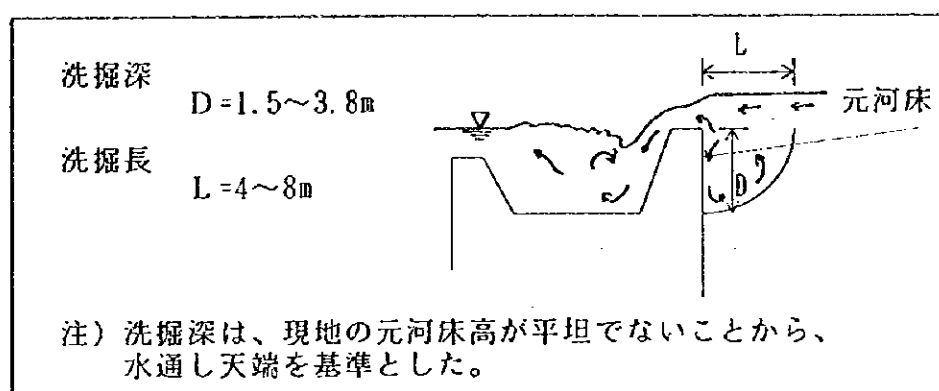 洗掘深
D=1.5～3.8m
洗掘長
L=4～8m
L
元河床
D
注) 洗掘深は、現地の元河床高が平坦でないことから、
水通し天端を基準とした。